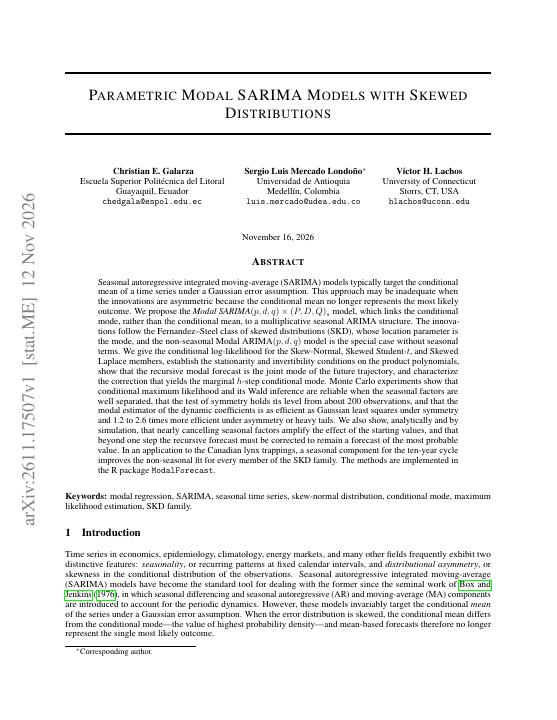 arXiv:2611.17507v1 [stat.ME] 12 Nov 2026
PARAMETRIC MODAL SARIMA MODELS WITH SKEWED
DISTRIBUTIONS
Christian E. Galarza
Escuela Superior Politécnica del Litoral
Guayaquil, Ecuador
chedgala@espol.edu.ec
Sergio Luis Mercado Londoño*
Universidad de Antioquia
Medellín, Colombia
luis.mercado@udea.edu.co
Víctor H. Lachos
University of Connecticut
Storrs, CT, USA
hlachos@uconn.edu
November 16, 2026
ABSTRACT
Seasonal autoregressive integrated moving-average (SARIMA) models typically target the conditional
mean of a time series under a Gaussian error assumption. This approach may be inadequate when
the innovations are asymmetric because the conditional mean no longer represents the most likely
outcome. We propose the Modal SARIMA(p, d, q) × (P, D, Q)ₛ model, which links the conditional
mode, rather than the conditional mean, to a multiplicative seasonal ARIMA structure. The innova-
tions follow the Fernandez–Steel class of skewed distributions (SKD), whose location parameter is
the mode, and the non-seasonal Modal ARIMA(p, d, q) is the special case without seasonal
terms. We give the conditional log-likelihood for the Skew-Normal, Skewed Student-t, and Skewed
Laplace members, establish the stationarity and invertibility conditions on the product polynomials,
show that the recursive modal forecast is the joint mode of the future trajectory, and characterize
the correction that yields the marginal h-step conditional mode. Monte Carlo experiments show that
conditional maximum likelihood and its Wald inference are reliable when the seasonal factors are
well separated, that the test of symmetry holds its level from about 200 observations, and that the
modal estimator of the dynamic coefficients is as efficient as Gaussian least squares under symmetry
and 1.2 to 2.6 times more efficient under asymmetry or heavy tails. We also show, analytically and by
simulation, that nearly cancelling seasonal factors amplify the effect of the starting values, and that
beyond one step the recursive forecast must be corrected to remain a forecast of the most probable
value. In an application to the Canadian lynx trappings, a seasonal component for the ten-year cycle
improves the non-seasonal fit for every member of the SKD family. The methods are implemented in
the R package ModalForecast.
Keywords: modal regression, SARIMA, seasonal time series, skew-normal distribution, conditional mode, maximum
likelihood estimation, SKD family.
1 Introduction
Time series in economics, epidemiology, climatology, energy markets, and many other fields frequently exhibit two
distinctive features: seasonality, or recurring patterns at fixed calendar intervals, and distributional asymmetry, or
skewness in the conditional distribution of the observations. Seasonal autoregressive integrated moving-average
(SARIMA) models have become the standard tool for dealing with the former since the seminal work of Box and
Jenkins (1976), in which seasonal differencing and seasonal autoregressive (AR) and moving-average (MA) components
are introduced to account for the periodic dynamics. However, these models invariably target the conditional mean
of the series under a Gaussian error assumption. When the error distribution is skewed, the conditional mean differs
from the conditional mode—the value of highest probability density—and mean-based forecasts therefore no longer
represent the single most likely outcome.
*Corresponding author.